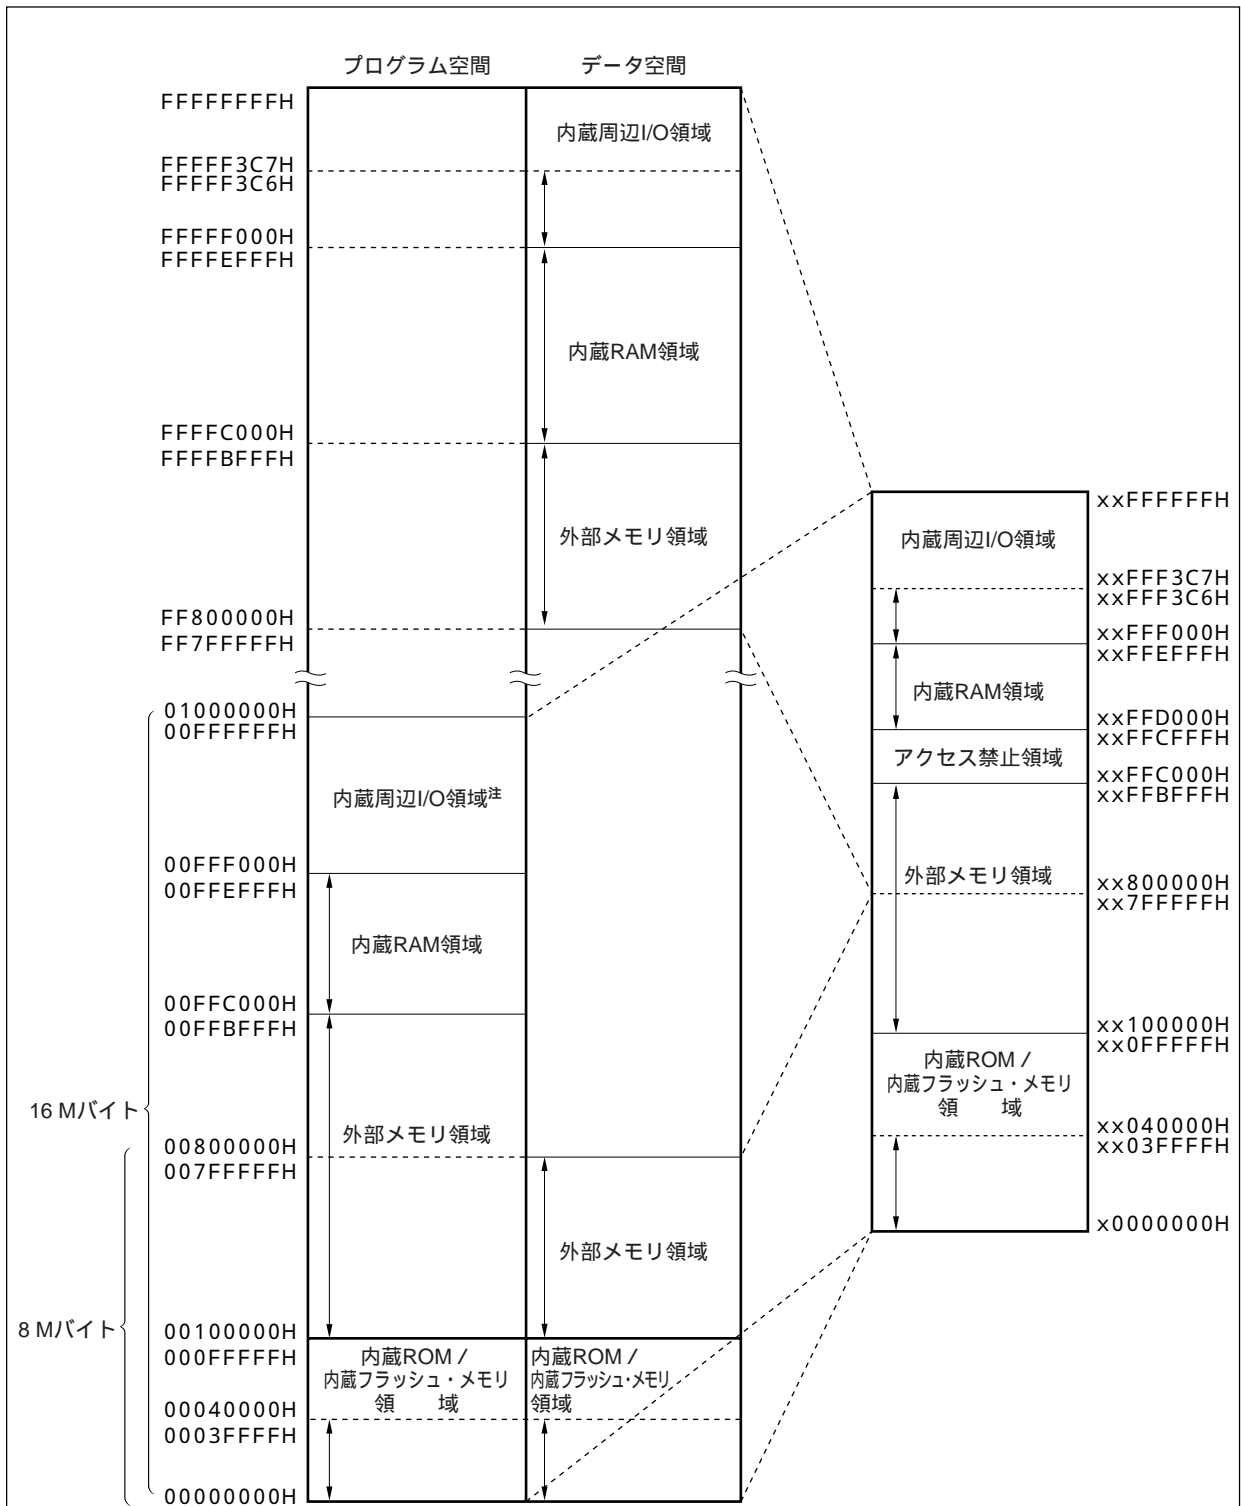 プログラム空間 データ空間
FFFFFFFFH
内蔵周辺I/O領域
FFFFF3C7H
FFFFF3C6H
FFFFF000H
FFFFEFFFH
内蔵RAM領域
FFFFC000H
FFFFBFFFH
外部メモリ領域
FF800000H
FF7FFFFFH
01000000H
00FFFFFFH
内蔵周辺I/O領域注
00FFF000H
00FFEFFFH
内蔵RAM領域
00FFC000H
00FFBFFFH
16 Mバイト
外部メモリ領域
00800000H
007FFFFFH
外部メモリ領域
8 Mバイト
00100000H
000FFFFFH
内蔵ROM /
内蔵フラッシュ・メモリ
領 域
内蔵ROM /
内蔵フラッシュ・メモリ
領域
00040000H
0003FFFFH
00000000H
xxFFFFFFH
内蔵周辺I/O領域
xxFFF3C7H
xxFFF3C6H
xxFFF000H
xxFFEFFFH
内蔵RAM領域
xxFFD000H
xxFFCFFFH
アクセス禁止領域
xxFFC000H
xxFFBFFFH
外部メモリ領域
xx800000H
xx7FFFFFH
xx100000H
xx0FFFFFH
内蔵ROM /
内蔵フラッシュ・メモリ
領 域
xx040000H
xx03FFFFH
x0000000H